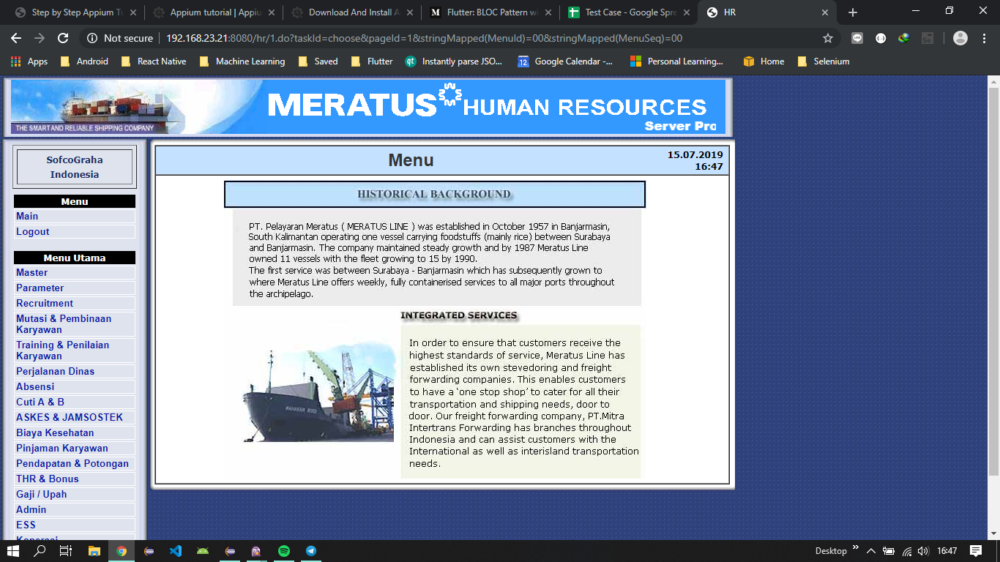 Step by Step Appium Tu
Appium tutorial | Appiu
Download And Install A
Flutter: BLOC Pattern wi
Test Case - Google Spre
HR
Not secure
192.168.23.21:8080/hr/1.do?taskId=choose&pageId=1&stringMapped(MenuId)=00&stringMapped(MenuSeq)=00
Apps
Android
React Native
Machine Learning
Saved
Flutter
Instantly parse JSO...
Google Calendar -...
Personal Learning...
Home
Selenium
MERATUS HUMAN RESOURCES
THE SMART AND RELIABLE SHIPPING COMPANY
Server Pro
SofcoGraha
Indonesia
Menu
Main
Logout
Menu Utama
Master
Parameter
Recruitment
Mutasi & Pembinaan
Karyawan
Training & Penilaian
Karyawan
Perjalanan Dinas
Absensi
Cuti A & B
ASKES & JAMSOSTEK
Biaya Kesehatan
Pinjaman Karyawan
Pendapatan & Potongan
THR & Bonus
Gaji / Upah
Admin
ESS
Menu
15.07.2019
16:47
HISTORICAL BACKGROUND
PT. Pelayaran Meratus ( MERATUS LINE ) was established in October 1957 in Banjarmasin,
South Kalimantan operating one vessel carrying foodstuffs (mainly rice) between Surabaya
and Banjarmasin. The company maintained steady growth and by 1987 Meratus Line
owned 11 vessels with the fleet growing to 15 by 1990.
The first service was between Surabaya - Banjarmasin which has subsequently grown to
where Meratus Line offers weekly, fully containerised services to all major ports throughout
the archipelago.
INTEGRATED SERVICES
In order to ensure that customers receive the
highest standards of service, Meratus Line has
established its own stevedoring and freight
forwarding companies. This enables customers
to have a ‘one stop shop’ to cater for all their
transportation and shipping needs, door to
door. Our freight forwarding company, PT.Mitra
Intertrans Forwarding has branches throughout
Indonesia and can assist customers with the
International as well as interisland transportation
needs.
Desktop
16:47